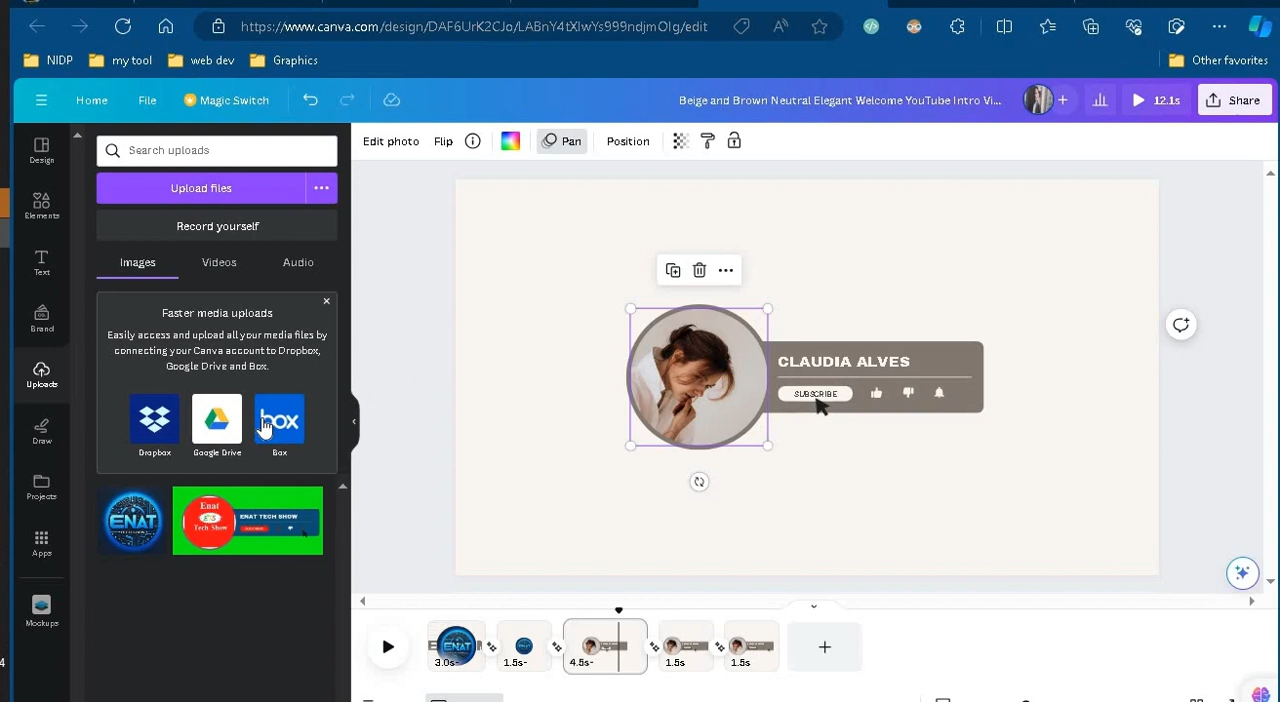 https://www.canva.com/design/DAF6UrK2CJo/LABnY4tXlwYs999ndjmOlg/edit
NIDP
my tool
web dev
Graphics
Other favorites
Home
File
Magic Switch
Beige and Brown Neutral Elegant Welcome YouTube Intro Vi...
12.1s
Share
Design
Elements
Text
Brand
Uploads
Draw
Projects
Apps
Mockups
Search uploads
Upload files
Record yourself
Images
Videos
Audio
Faster media uploads
Easily access and upload all your media files by
connecting your Canva account to Dropbox,
Google Drive and Box.
box
Dropbox
Google Drive
Box
ENAT
Enat
Tech Show
ENAT TECH SHOW
Edit photo
Flip
Pan
Position
CLAUDIA ALVES
SUBSCRIBE
ENAT
3.0s
1.5s
4.5s
1.5s
1.5s